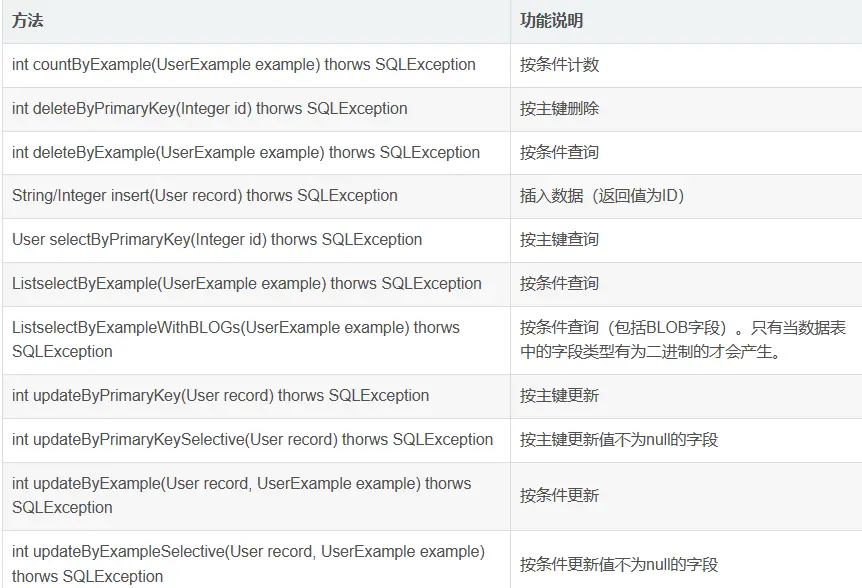 方法 功能说明
int countByExample(UserExample example) thorws SQLException 按条件计数
int deleteByPrimaryKey(Integer id) thorws SQLException 按主键删除
int deleteByExample(UserExample example) thorws SQLException 按条件查询
String/Integer insert(User record) thorws SQLException 插入数据（返回值为ID）
User selectByPrimaryKey(Integer id) thorws SQLException 按主键查询
ListselectByExample(UserExample example) thorws SQLException 按条件查询
ListselectByExampleWithBLOGs(UserExample example) thorws
SQLException
按条件查询（包括BLOB字段）。只有当数据表
中的字段类型有为二进制的才会产生。
int updateByPrimaryKey(User record) thorws SQLException 按主键更新
int updateByPrimaryKeySelective(User record) thorws SQLException 按主键更新值不为null的字段
int updateByExample(User record, UserExample example) thorws
SQLException
按条件更新
int updateByExampleSelective(User record, UserExample example)
thorws SQLException
按条件更新值不为null的字段